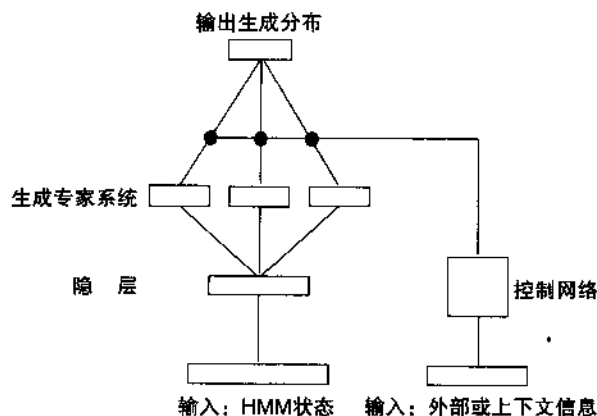 输出生成分布
生成专家系统
隐 层
控制网络
输入：HMM状态
输入：外部或上下文信息